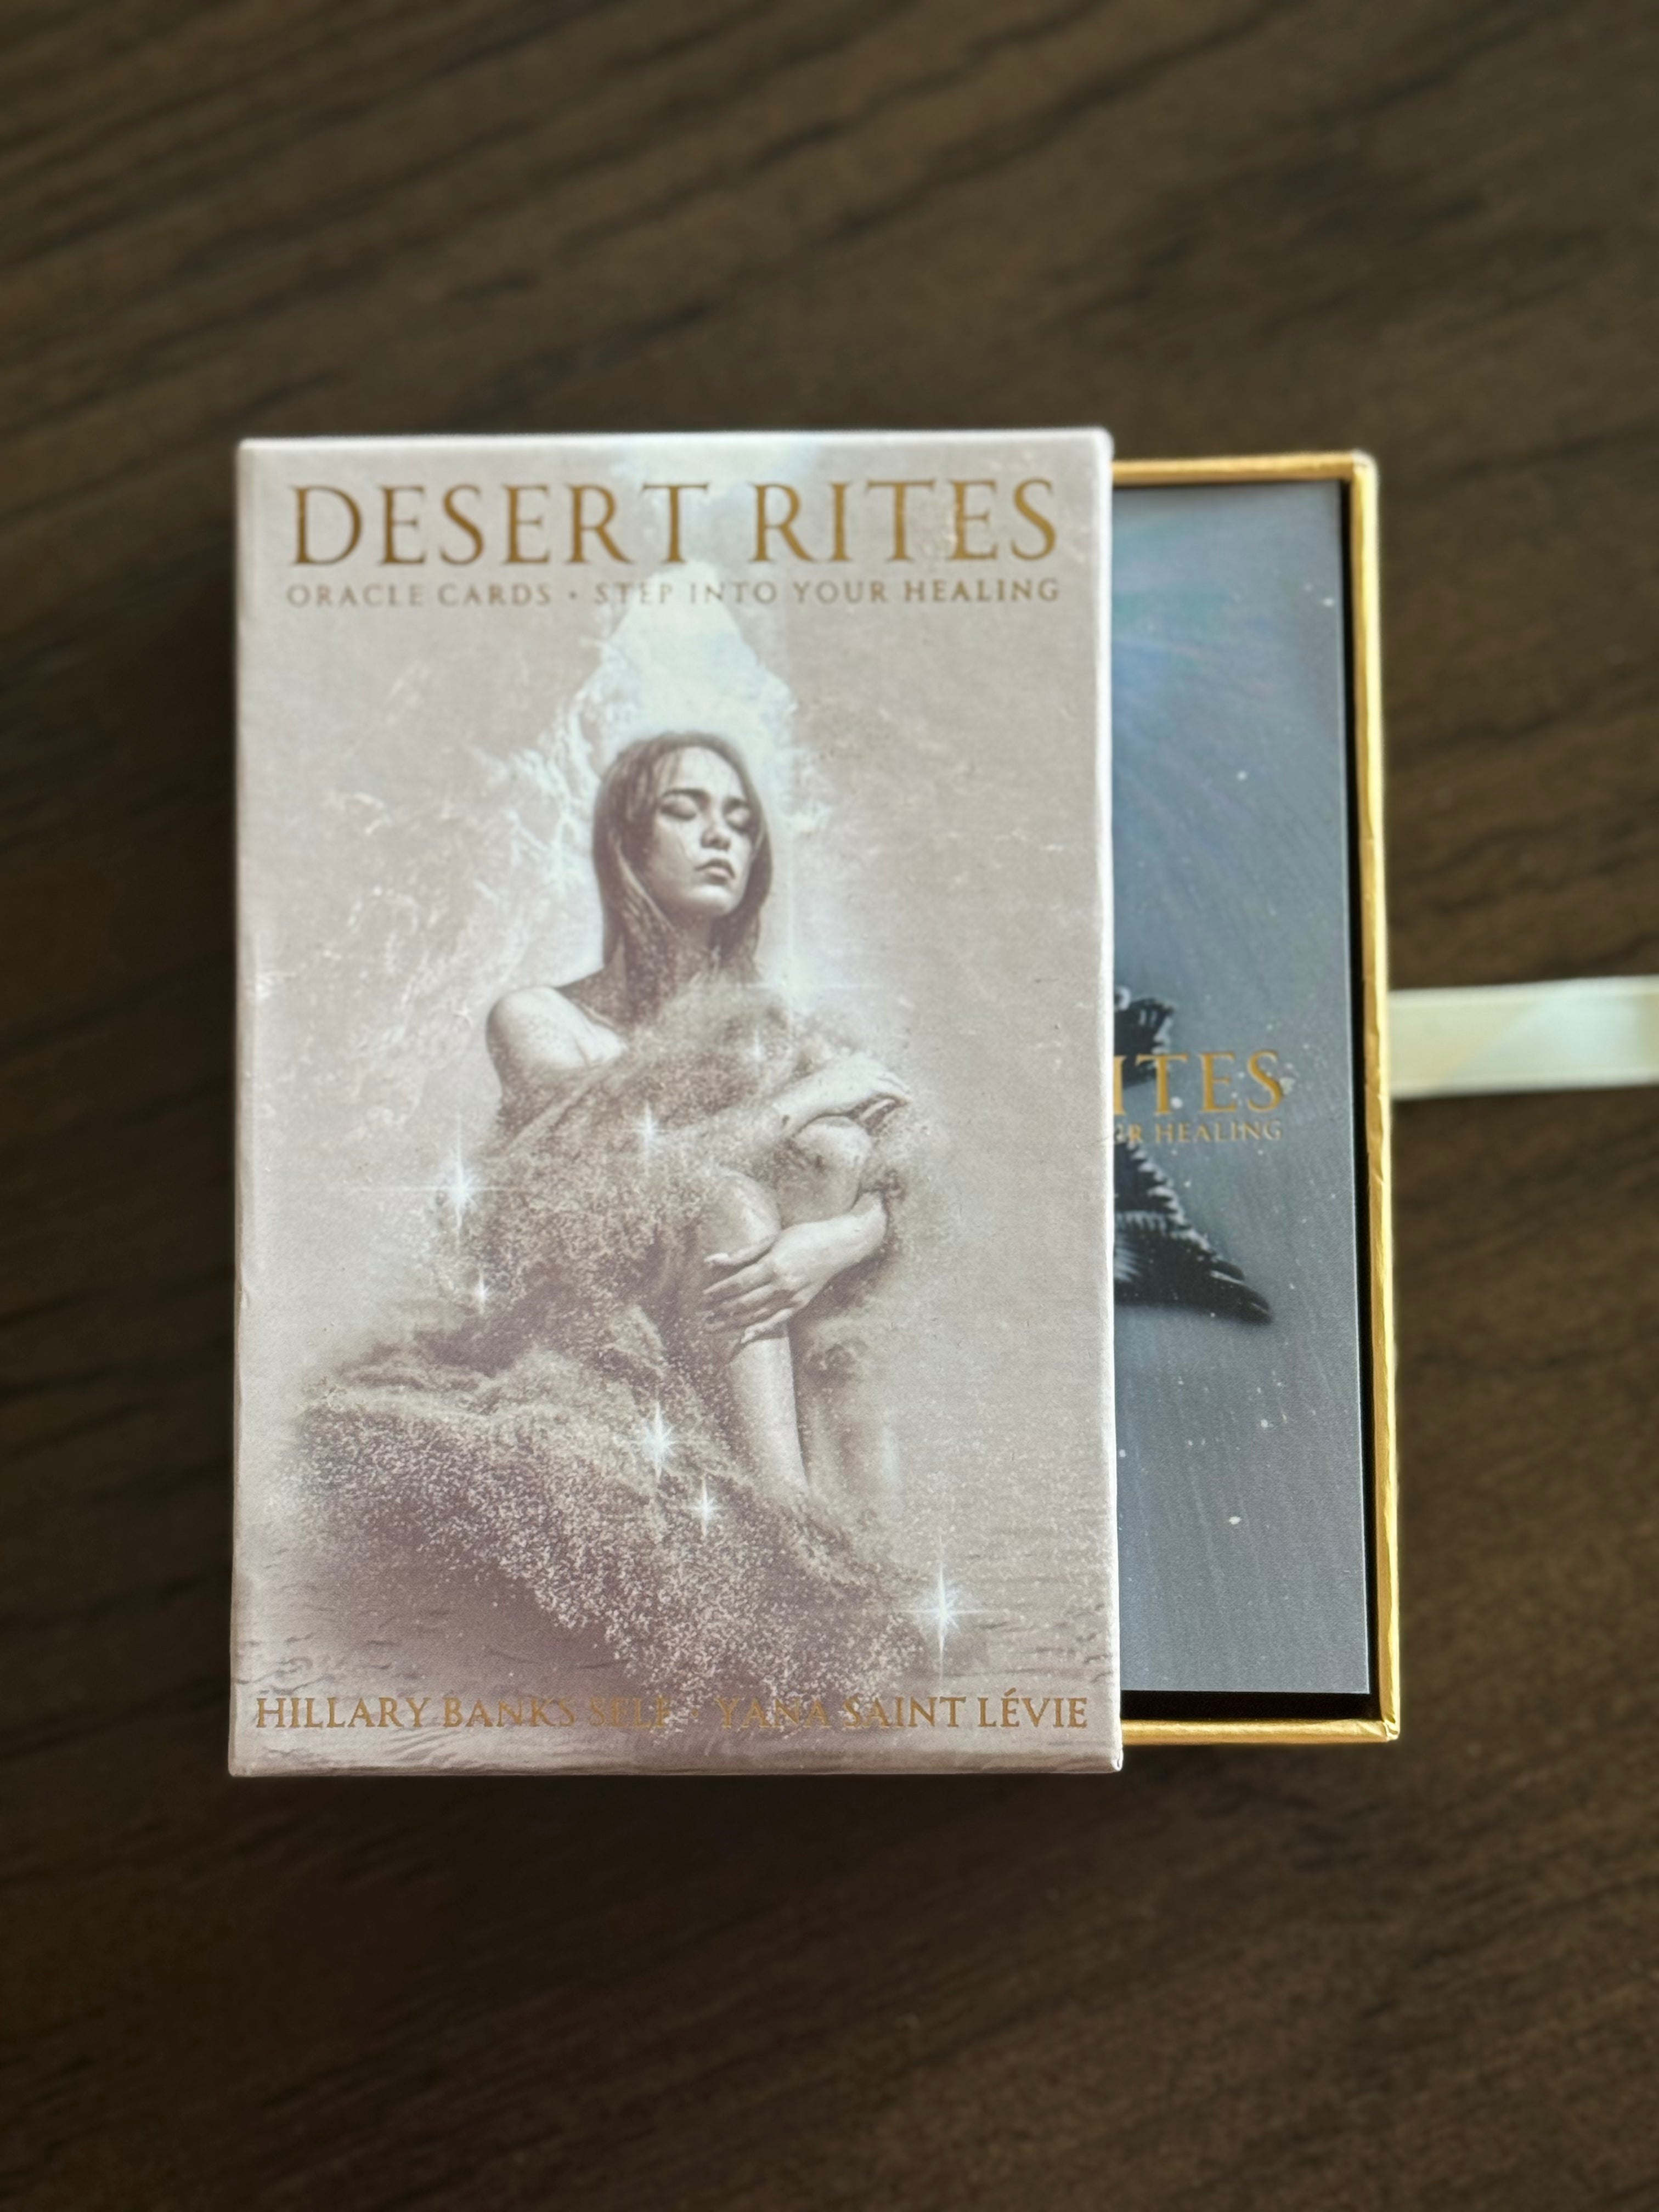 DESERT RITES
ORACLE CARDS • STEP INTO YOUR HEALING
HILLARY BANKS SELF • YANA SAINT LÉVIE
ITES
R HEALING